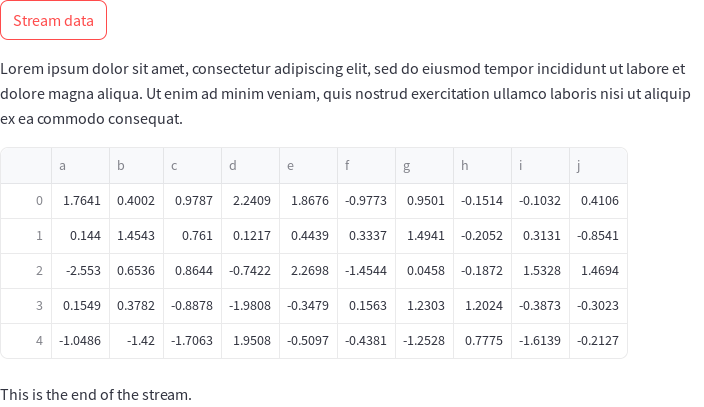 Stream data
Lorem ipsum dolor sit amet, consectetur adipiscing elit, sed do eiusmod tempor incididunt ut labore et
dolore magna aliqua. Ut enim ad minim veniam, quis nostrud exercitation ullamco laboris nisi ut aliquip
ex ea commodo consequat.
a b c d e f g h i j
0 1.7641 0.4002 0.9787 2.2409 1.8676 -0.9773 0.9501 -0.1514 -0.1032 0.4106
1 0.144 1.4543 0.761 0.1217 0.4439 0.3337 1.4941 -0.2052 0.3131 -0.8541
2 -2.553 0.6536 0.8644 -0.7422 2.2698 -1.4544 0.0458 -0.1872 1.5328 1.4694
3 0.1549 0.3782 -0.8878 -1.9808 -0.3479 0.1563 1.2303 1.2024 -0.3873 -0.3023
4 -1.0486 -1.42 -1.7063 1.9508 -0.5097 -0.4381 -1.2528 0.7775 -1.6139 -0.2127
This is the end of the stream.